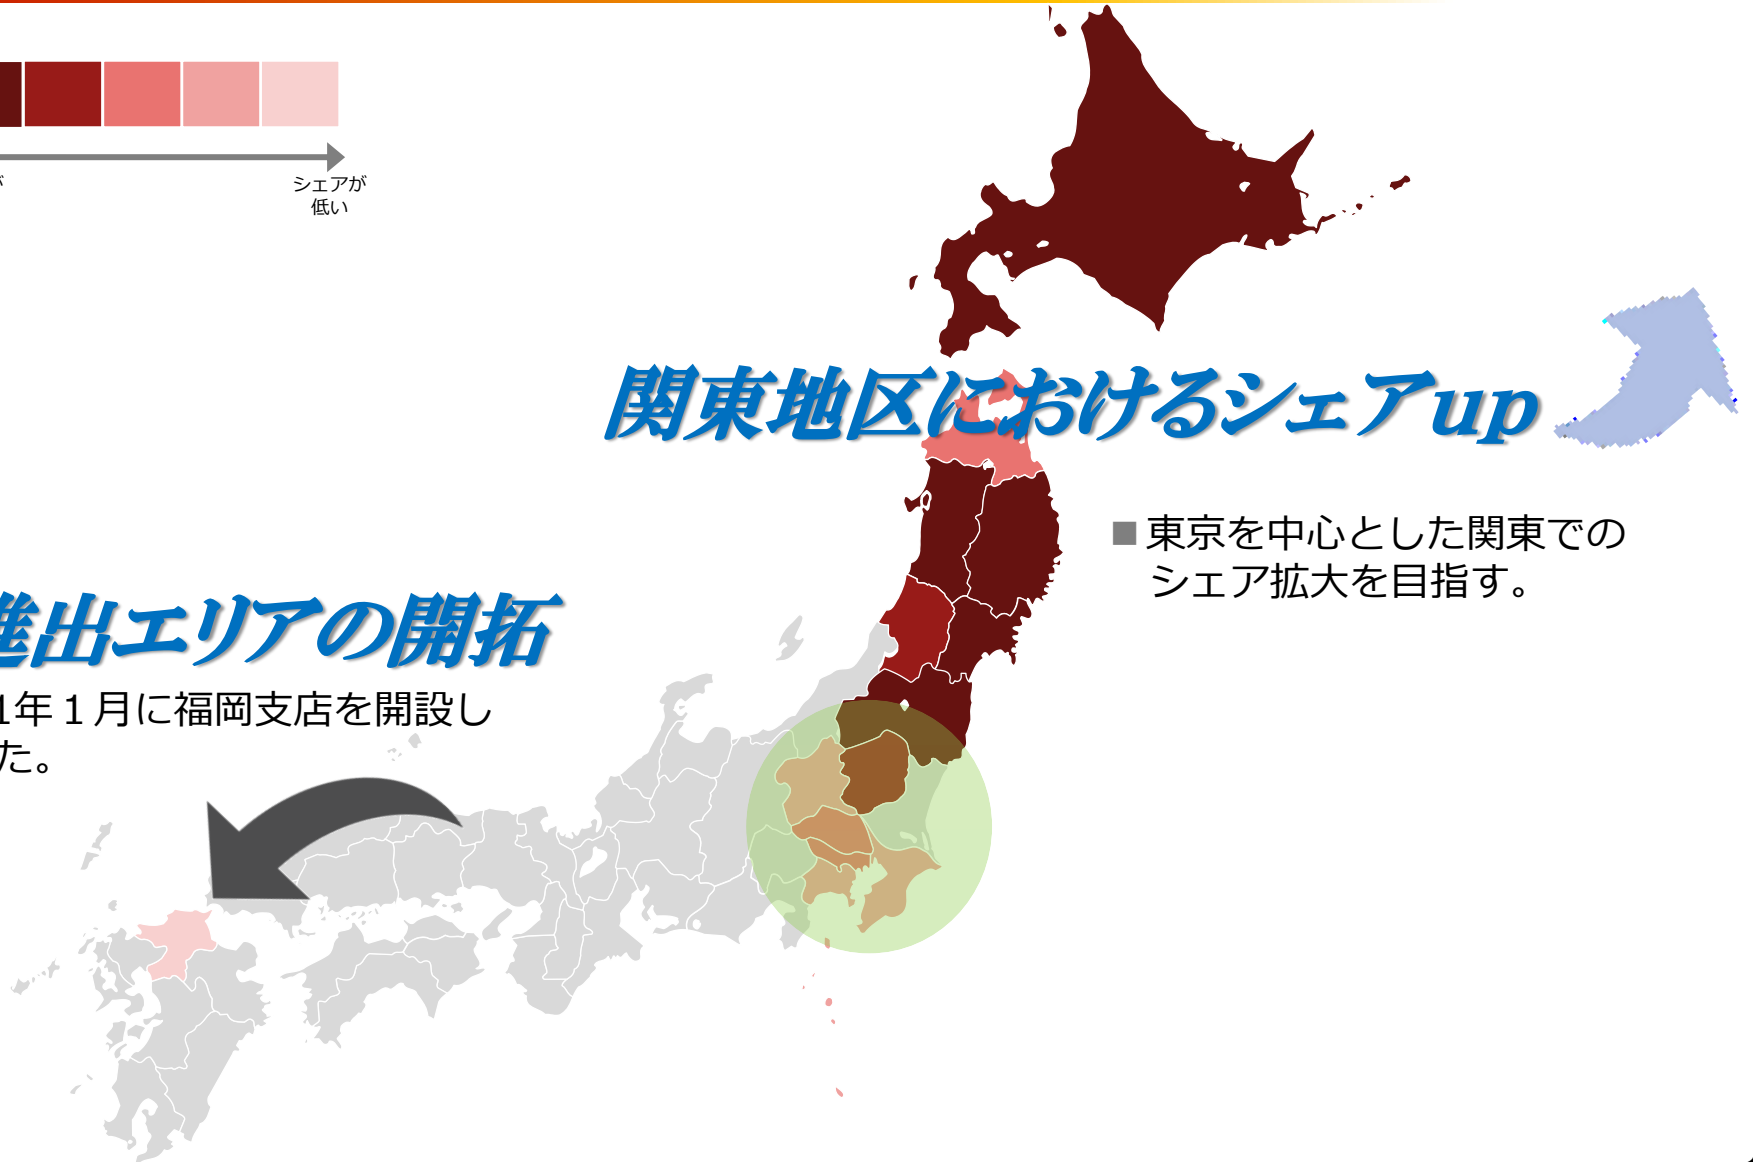 シェアが
低い
関東地区におけるシェアup
■東京を中心とした関東での
シェア拡大を目指す。
進出エリアの開拓
1年１月に福岡支店を開設し
た。